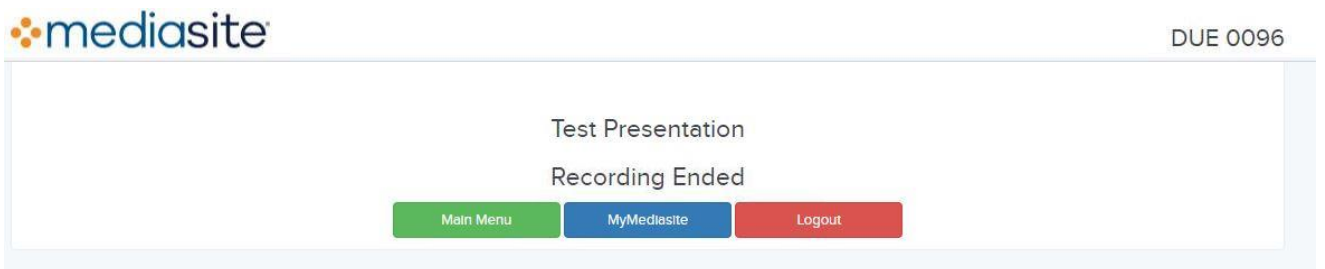 mediasite
DUE 0096
Test Presentation
Recording Ended
Main Menu MyMediasite Logout